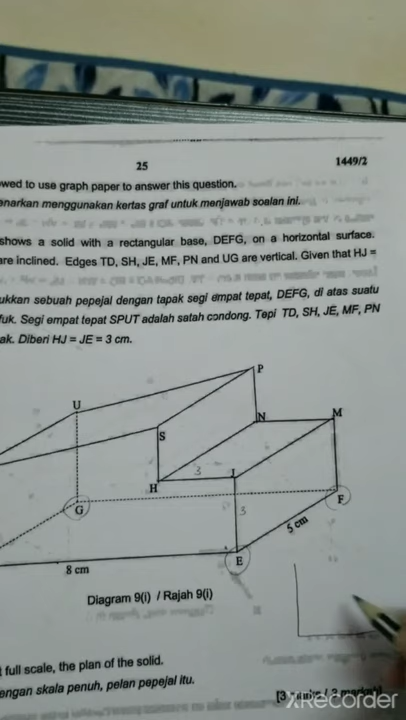 25
1449/2
owed to use graph paper to answer this question.
enarkan menggunakan kertas graf untuk menjawab soalan ini.
shows a solid with a rectangular base, DEFG, on a horizontal surface.
are inclined. Edges TD, SH, JE, MF, PN and UG are vertical. Given that HJ =
ukkan sebuah pepejal dengan tapak segi empat tepat, DEFG, di atas suatu
fuk. Segi empat tepat SPUT adalah satah condong. Tepi TD, SH, JE, MF, PN
ak. Diberi HJ = JE = 3 cm.
P
U
N
M
S
3
J
H
G
3
F
5 cm
E
8 cm
Diagram 9(i) / Rajah 9(i)
full scale, the plan of the solid.
engan skala penuh, pelan pepejal itu.
[3 marks / 3 markah]
XRecorder